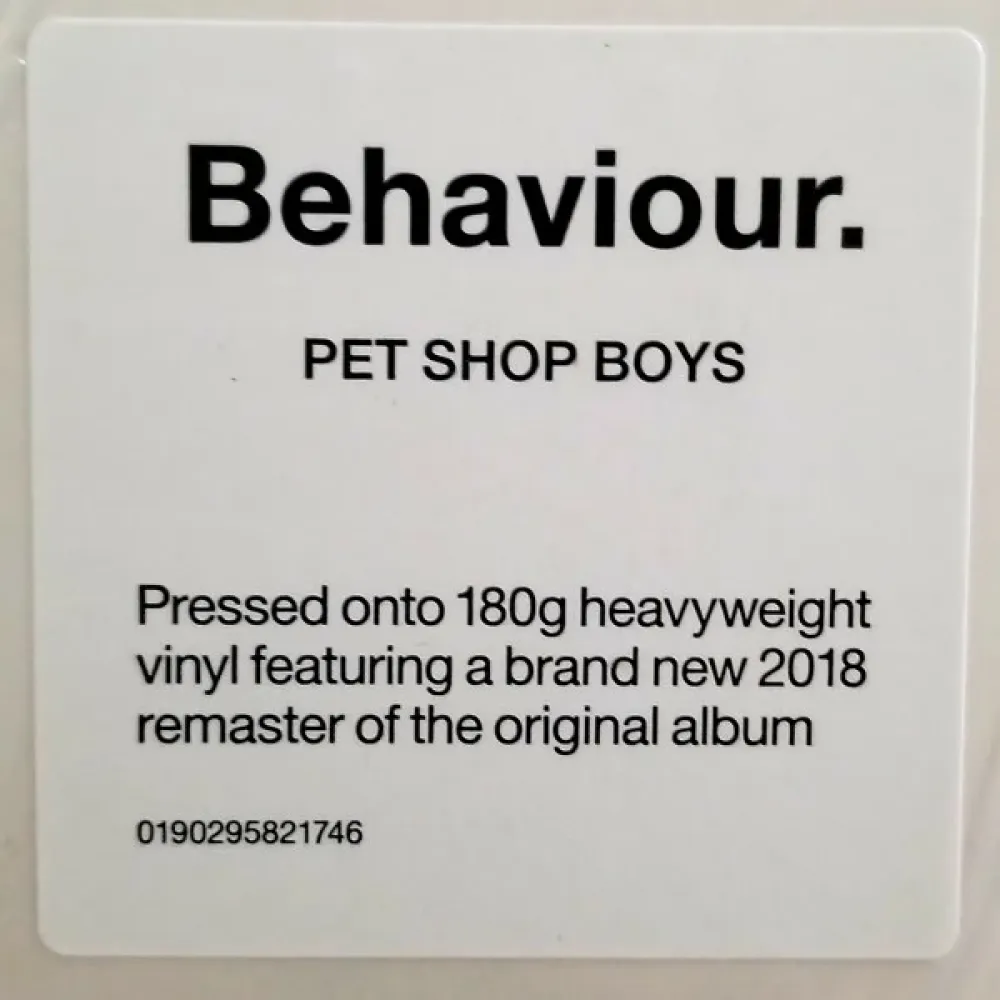 Behaviour.
PET SHOP BOYS
Pressed onto 180g heavyweight
vinyl featuring a brand new 2018
remaster of the original album
0190295821746